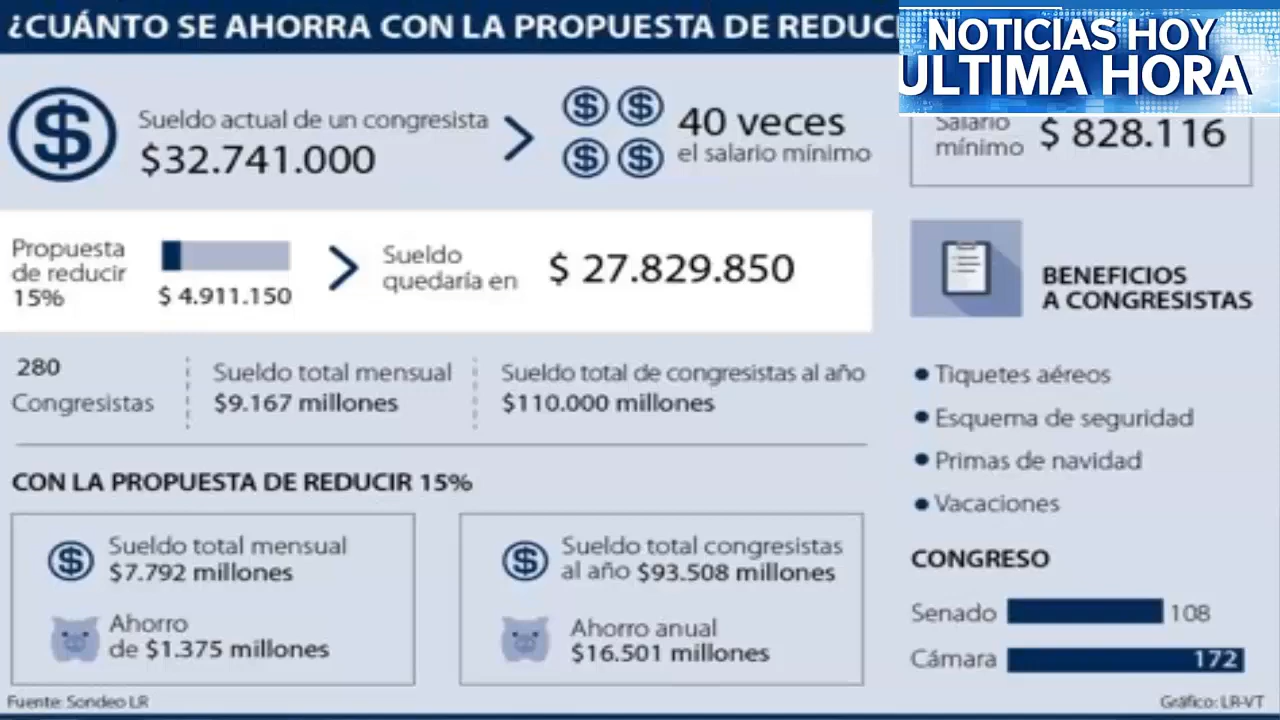 ¿CUÁNTO SE AHORRA CON LA PROPUESTA DE REDUC
NOTICIAS HOY
ULTIMA HORA
Sueldo actual de un congresista
$32.741.000
40 veces
el salario mínimo
Salario
mínimo
$ 828.116
Propuesta
de reducir
15%
$ 4.911.150
Sueldo
quedaría en
$ 27.829.850
280
Congresistas
Sueldo total mensual
$9.167 millones
Sueldo total de congresistas al año
$110.000 millones
CON LA PROPUESTA DE REDUCIR 15%
Sueldo total mensual
$7.792 millones
Ahorro
de $1.375 millones
Sueldo total congresistas
al año $93.508 millones
Ahorro anual
$16.501 millones
BENEFICIOS
A CONGRESISTAS
Tiquetes aéreos
Esquema de seguridad
Primas de navidad
Vacaciones
CONGRESO
Senado 108
Cámara 172
Fuente: Sondeo LR
Gráfico: LR-VT